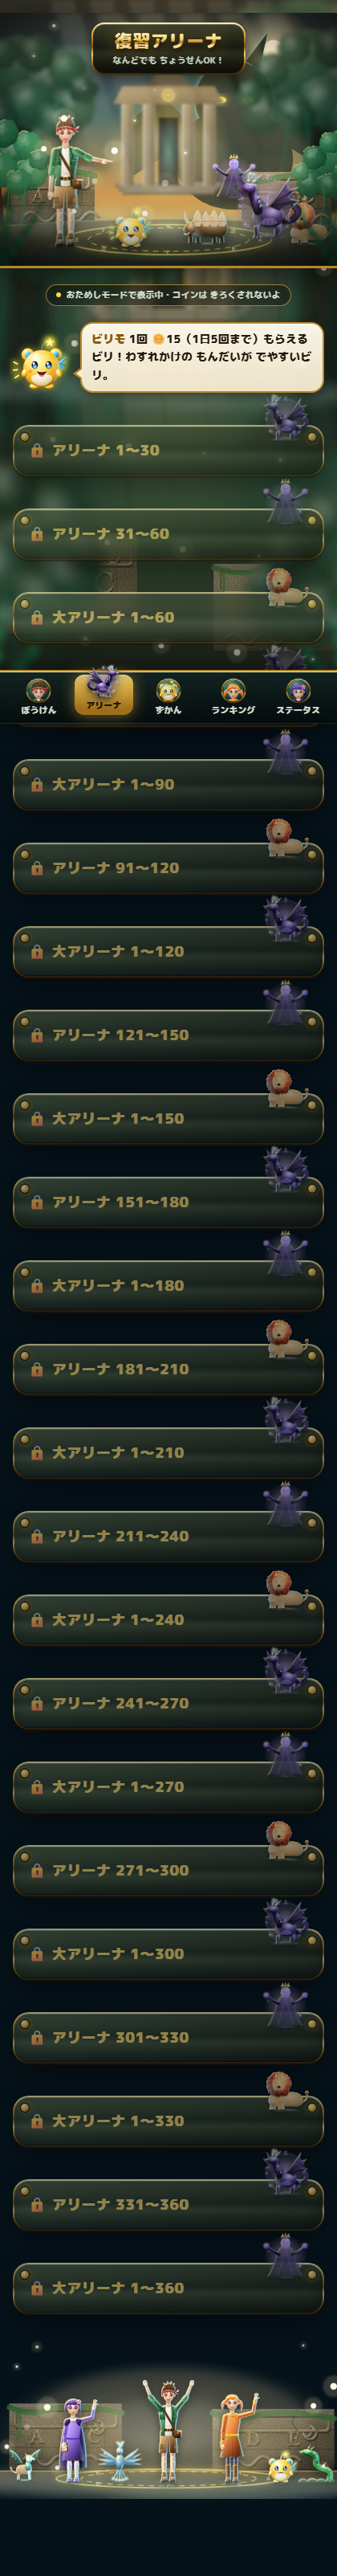 復習アリーナ
なんどでも ちょうせんOK！
おためしモードで表示中・コインは きろくされないよ
ビリモ 1回 15（1日5回まで）もらえる
ビリ！わすれかけの もんだいが でやすいビ
リ。
アリーナ 1〜30
アリーナ 31〜60
大アリーナ 1〜60
ぼうけん
アリーナ
ずかん
ランキング
ステータス
大アリーナ 1〜90
アリーナ 91〜120
大アリーナ 1〜120
アリーナ 121〜150
大アリーナ 1〜150
アリーナ 151〜180
大アリーナ 1〜180
アリーナ 181〜210
大アリーナ 1〜210
アリーナ 211〜240
大アリーナ 1〜240
アリーナ 241〜270
大アリーナ 1〜270
アリーナ 271〜300
大アリーナ 1〜300
アリーナ 301〜330
大アリーナ 1〜330
アリーナ 331〜360
大アリーナ 1〜360